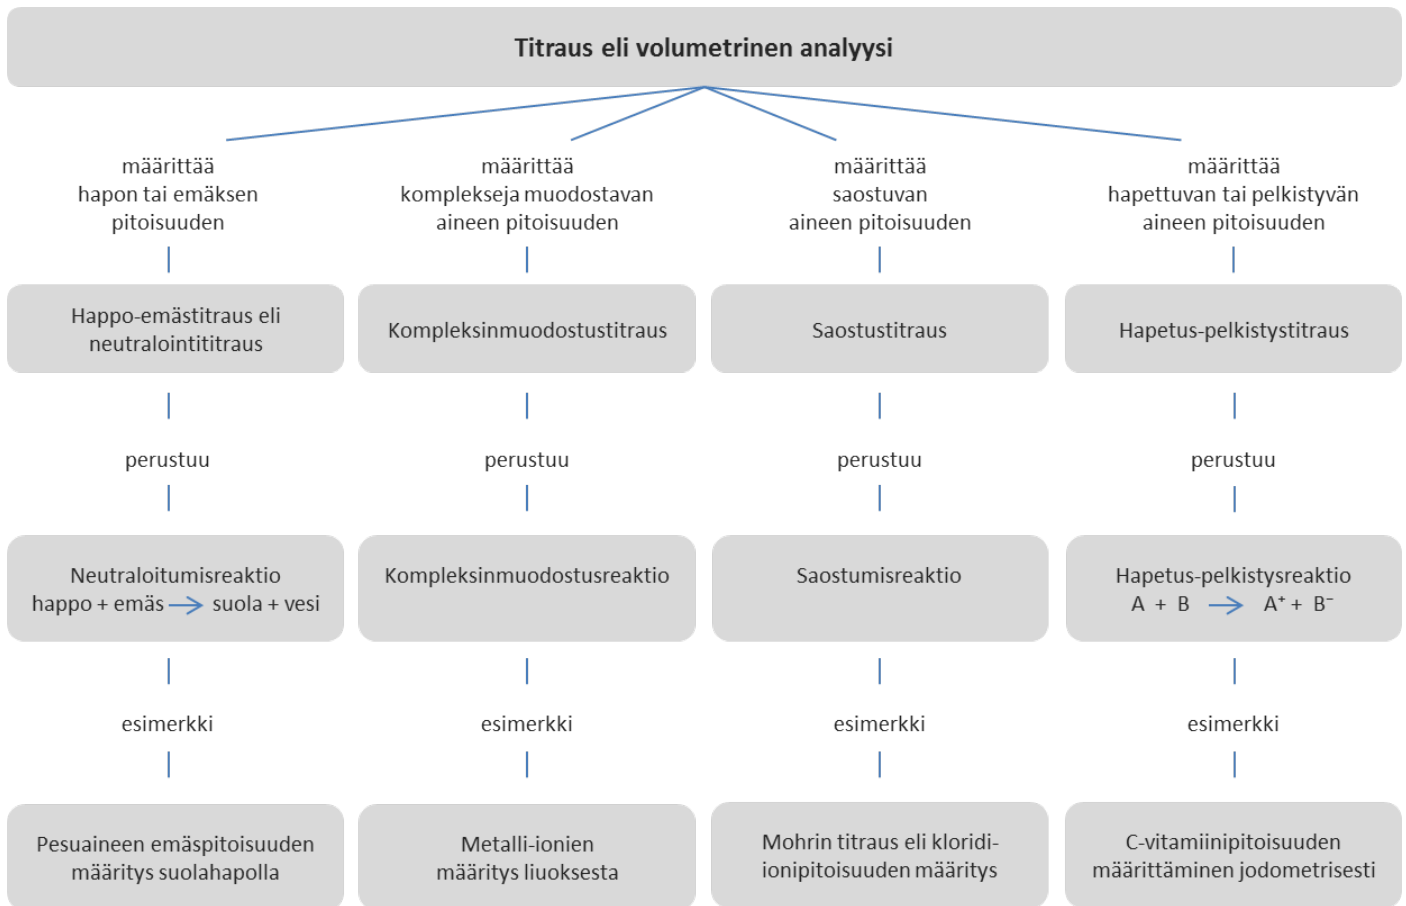 Titraus eli volumetrinen analyysi
määrittää
hapon tai emäksen
pitoisuuden
määrittää
komplekseja muodostavan
aineen pitoisuuden
määrittää
saostuvan
aineen pitoisuuden
määrittää
hapettuvan tai pelkistyvän
aineen pitoisuuden
Happo-emästitraus eli
neutralointititraus
Kompleksinmuodostustitraus
Saostustitraus
Hapetus-pelkistystitraus
perustuu
perustuu
perustuu
perustuu
Neutraloitumisreaktio
happo + emäs → suola + vesi
Kompleksinmuodostusreaktio
Saostumisreaktio
Hapetus-pelkistysreaktio
A + B → A⁺ + B⁻
esimerkki
esimerkki
esimerkki
esimerkki
Pesuaineen emäspitoisuuden
määritys suolahapolla
Metalli-ionien
määritys liuoksesta
Mohrin titraus eli kloridi-
ionipitoisuuden määritys
C-vitamiinipitoisuuden
määrittäminen jodometrisesti